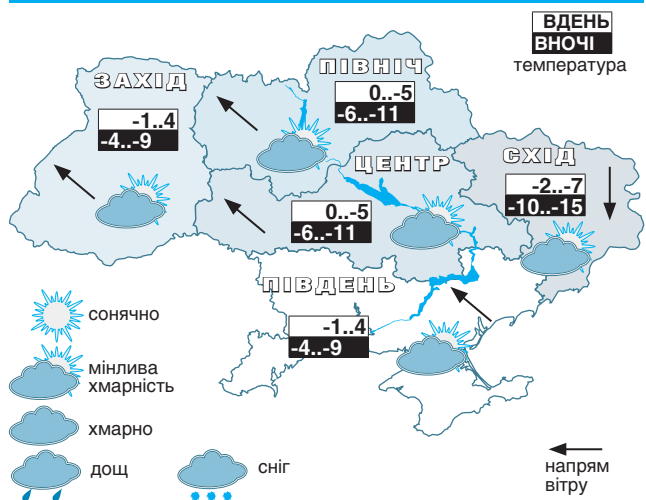 ВДЕНЬ
ВНОЧІ
температура
ПІВНІЧ
0..-5
-6..-11
ЗАХІД
-1..4
-4..-9
ЦЕНТР
0..-5
-6..-11
СХІД
-2..-7
-10..-15
ПІВДЕНЬ
-1..4
-4..-9
сонячно
мінлива
хмарність
хмарно
дощ
сніг
напрям
вітру